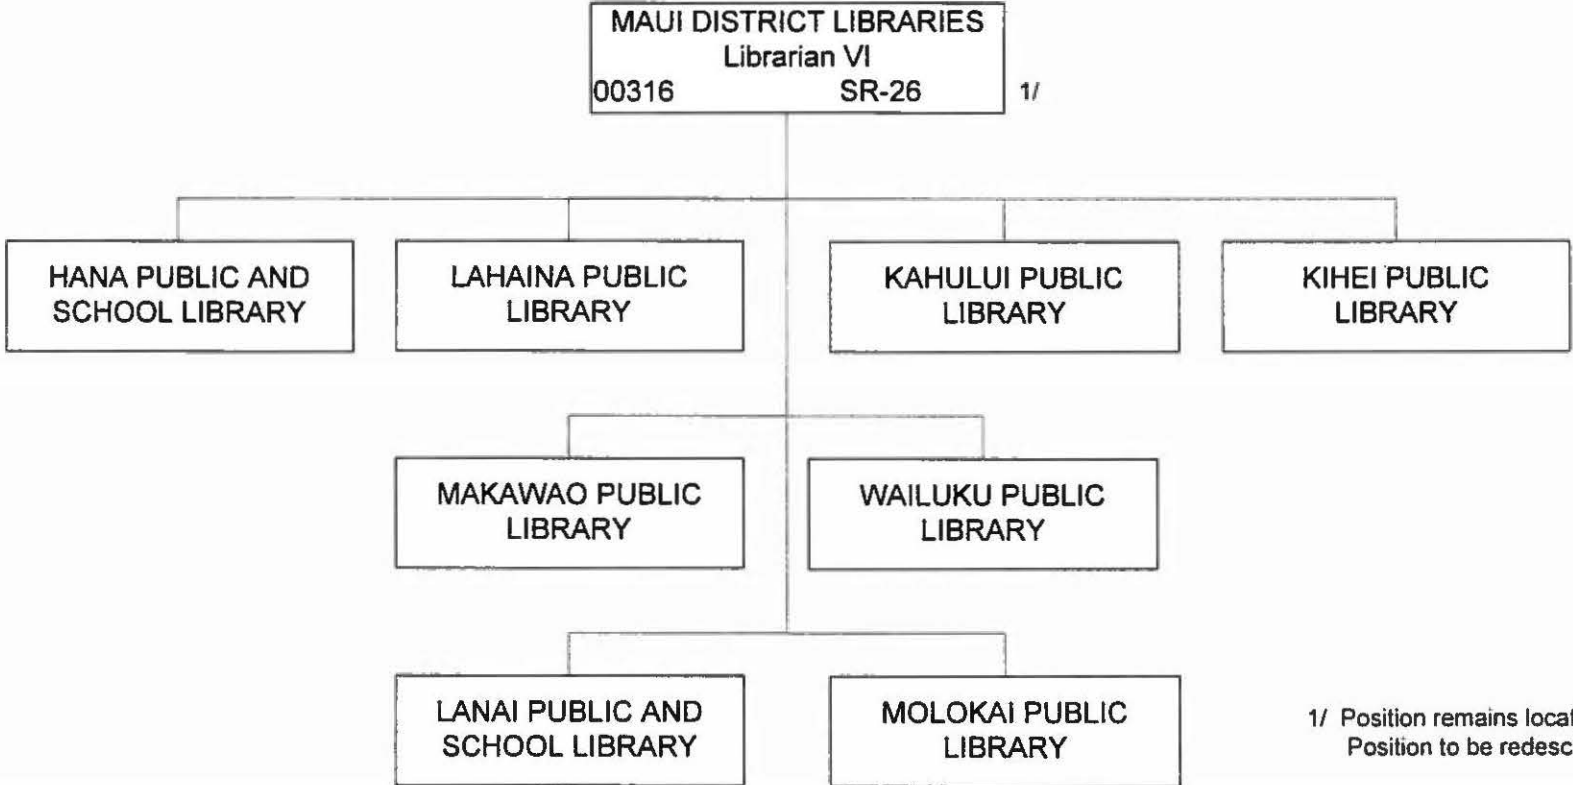 MAUI DISTRICT LIBRARIES
Librarian VI
00316 SR-26 1/
HANA PUBLIC AND
SCHOOL LIBRARY
LAHAINA PUBLIC
LIBRARY
KAHULUI PUBLIC
LIBRARY
KIHEI PUBLIC
LIBRARY
MAKAWAO PUBLIC
LIBRARY
WAILUKU PUBLIC
LIBRARY
LANAI PUBLIC AND
SCHOOL LIBRARY
MOLOKAI PUBLIC
LIBRARY
1/ Position remains
Position to be